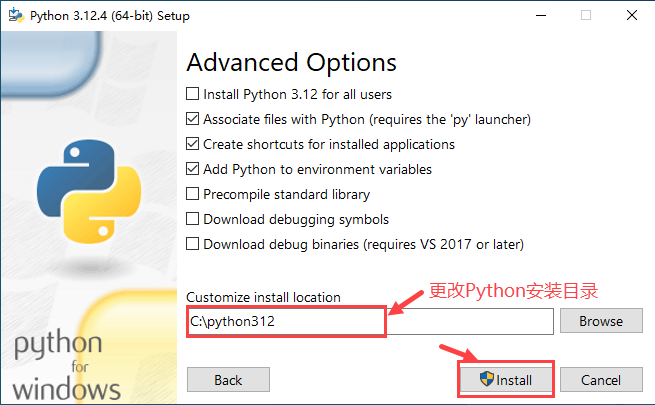 Python 3.12.4 (64-bit) Setup
Advanced Options
Install Python 3.12 for all users
Associate files with Python (requires the 'py' launcher)
Create shortcuts for installed applications
Add Python to environment variables
Precompile standard library
Download debugging symbols
Download debug binaries (requires VS 2017 or later)
更改Python安装目录
Customize install location
C:\python312
Browse
python
for
windows
Back
Install
Cancel